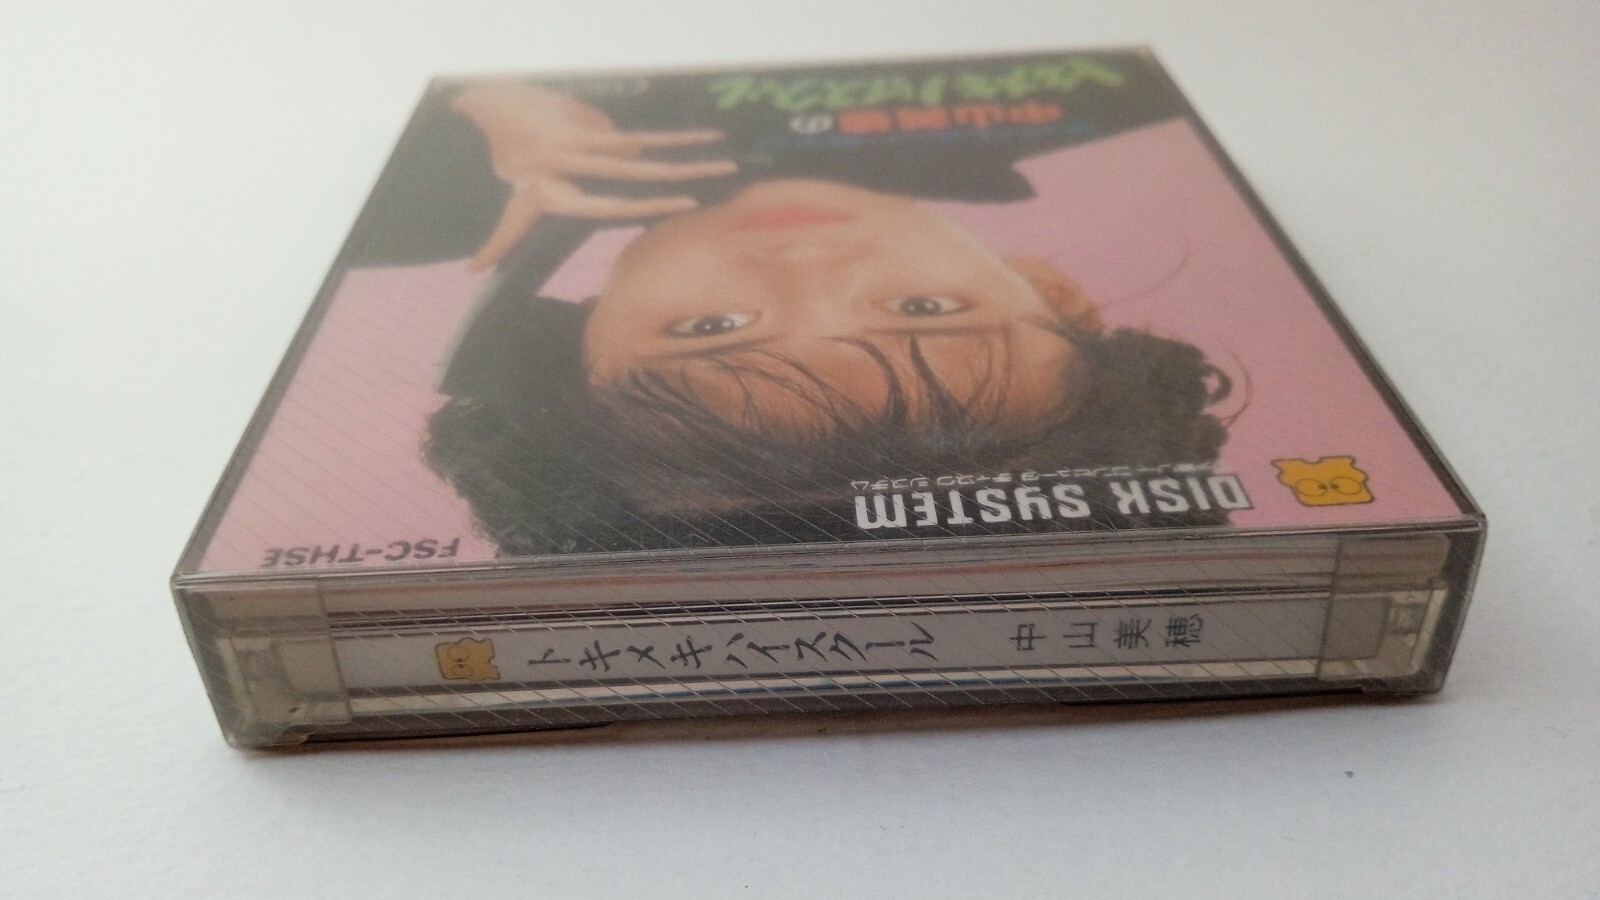 中山美穂の
トキメキハイスクール
DISK SYSTEM
ファミリーコンピュータ ディスクシステム
FSC-THSE
トキメキハイスクール 中山美穂